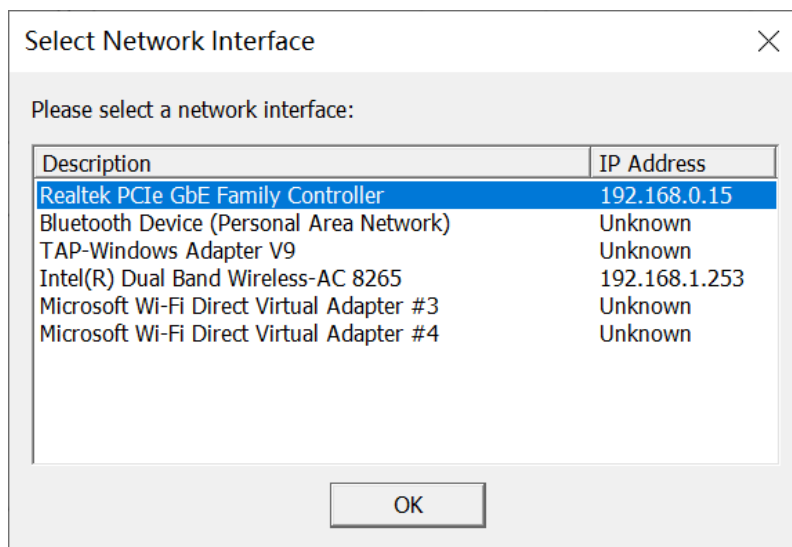 Select Network Interface
Please select a network interface:
Description IP Address
Realtek PCIe GbE Family Controller 192.168.0.15
Bluetooth Device (Personal Area Network) Unknown
TAP-Windows Adapter V9 Unknown
Intel(R) Dual Band Wireless-AC 8265 192.168.1.253
Microsoft Wi-Fi Direct Virtual Adapter #3 Unknown
Microsoft Wi-Fi Direct Virtual Adapter #4 Unknown
OK